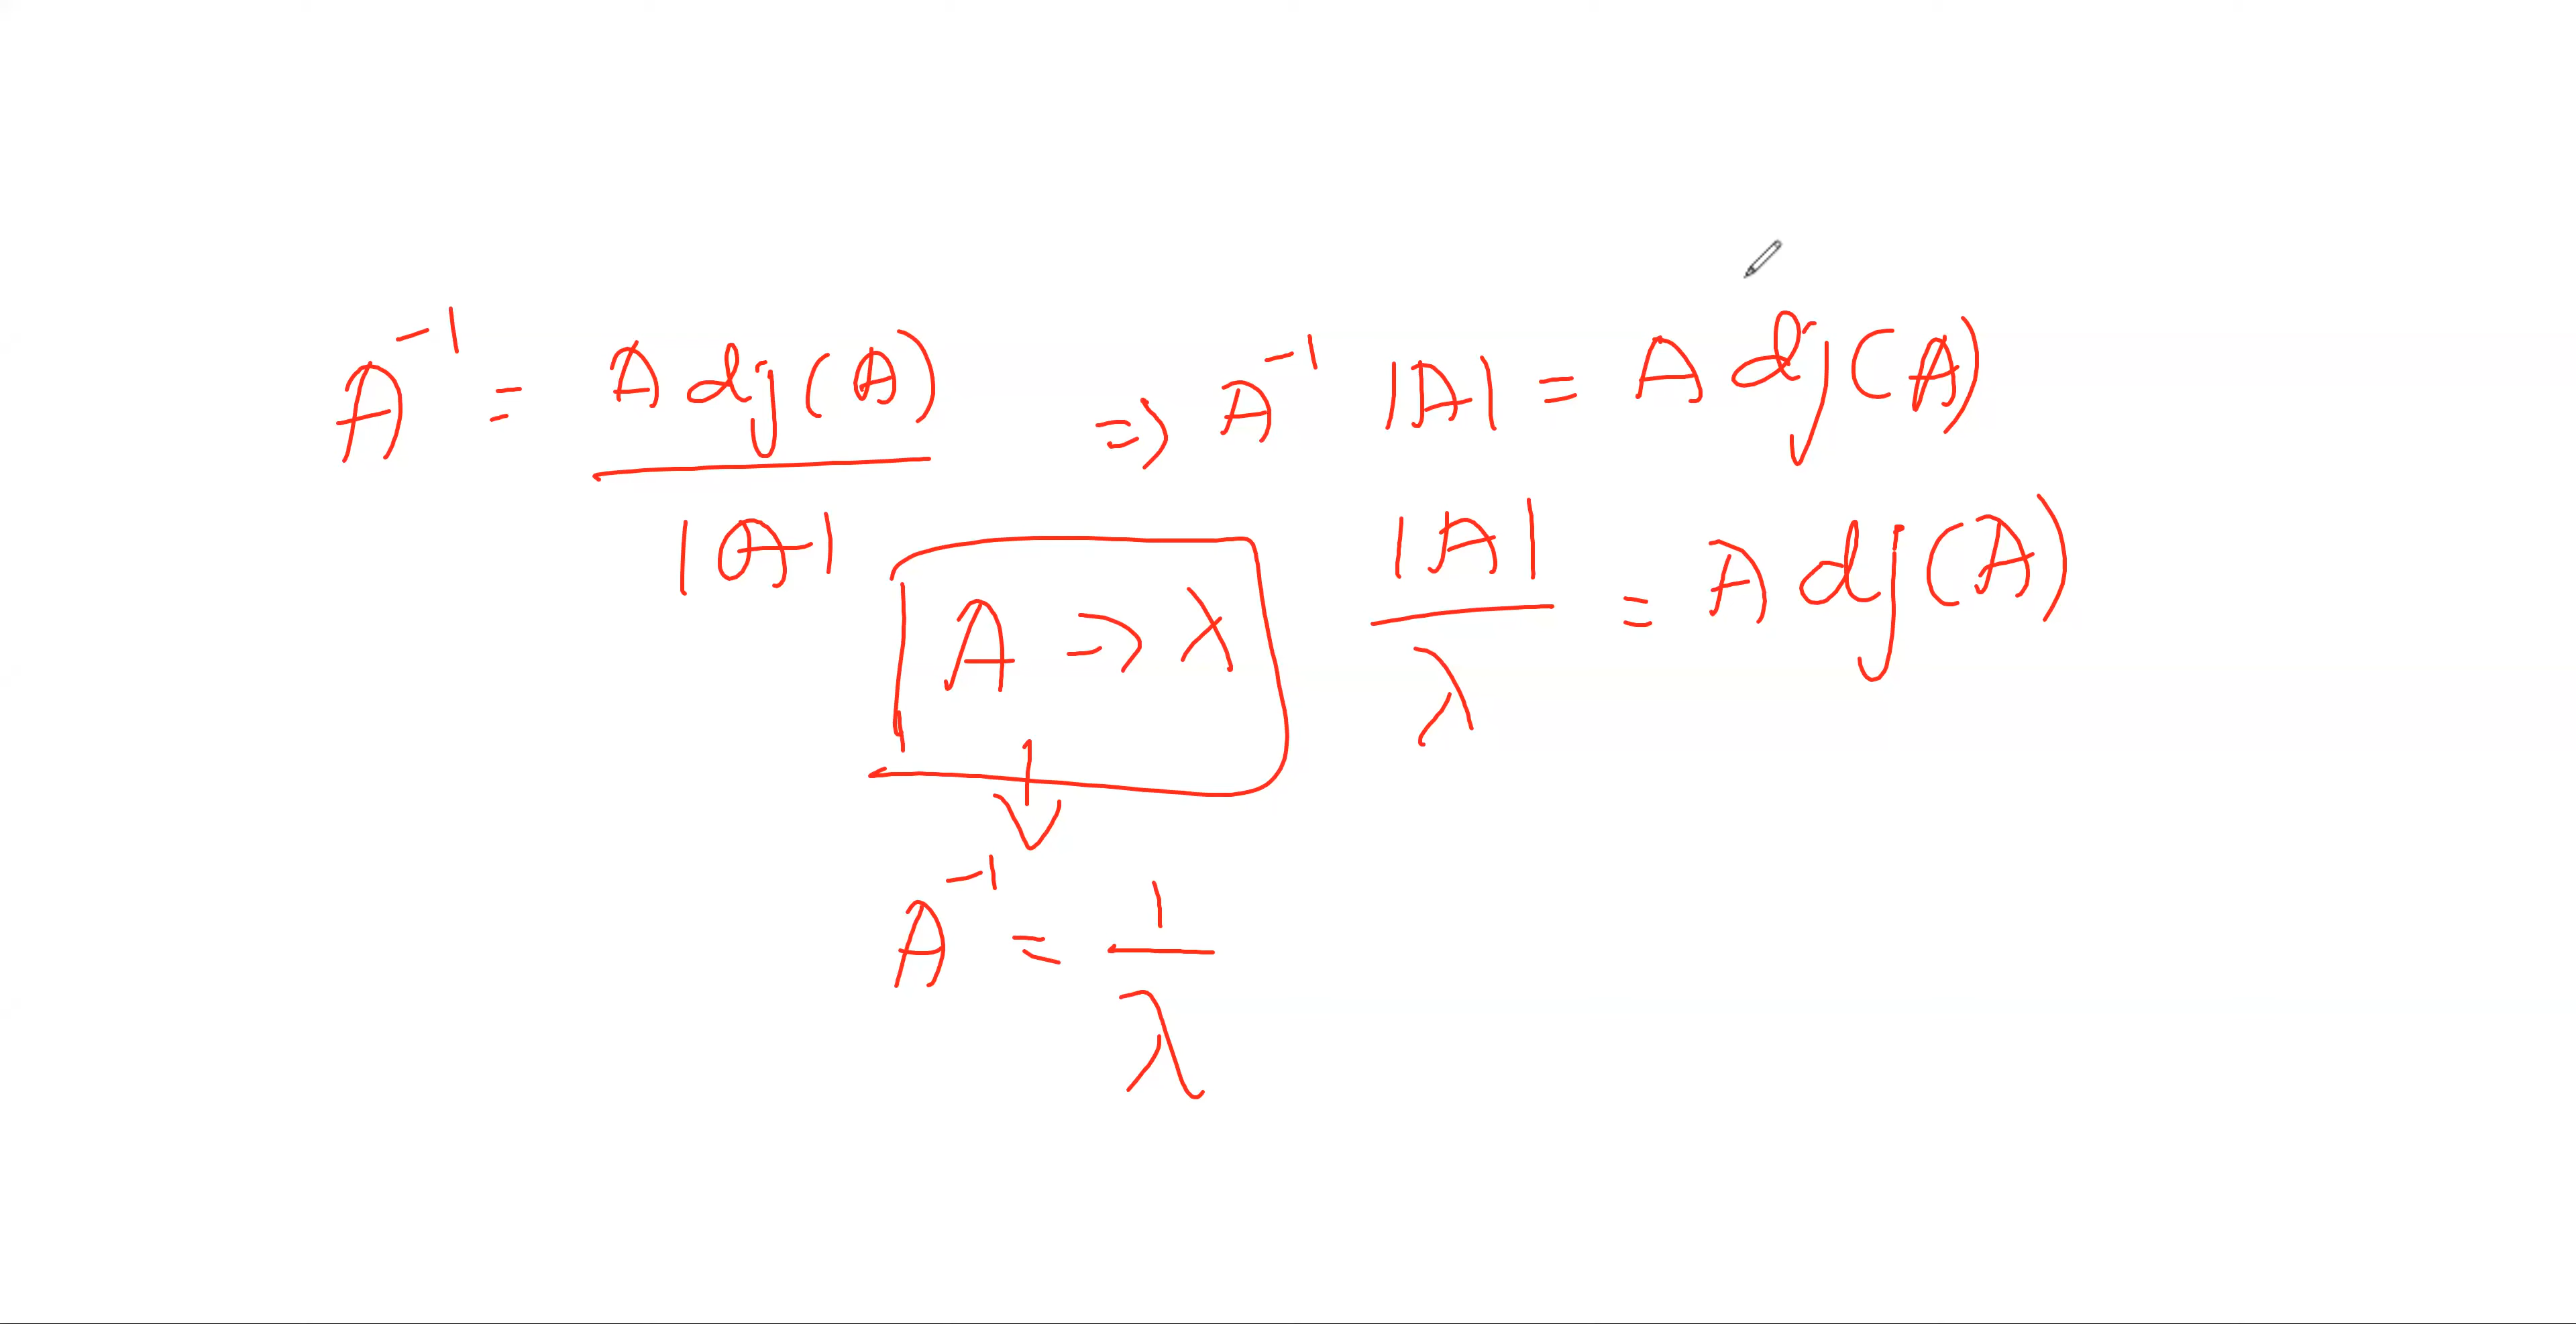 A⁻¹ = Adj(A) / |A| ⇒ A⁻¹ |A| = Adj(A)
A → λ
|A| / λ = Adj(A)
A⁻¹ = 1 / λ